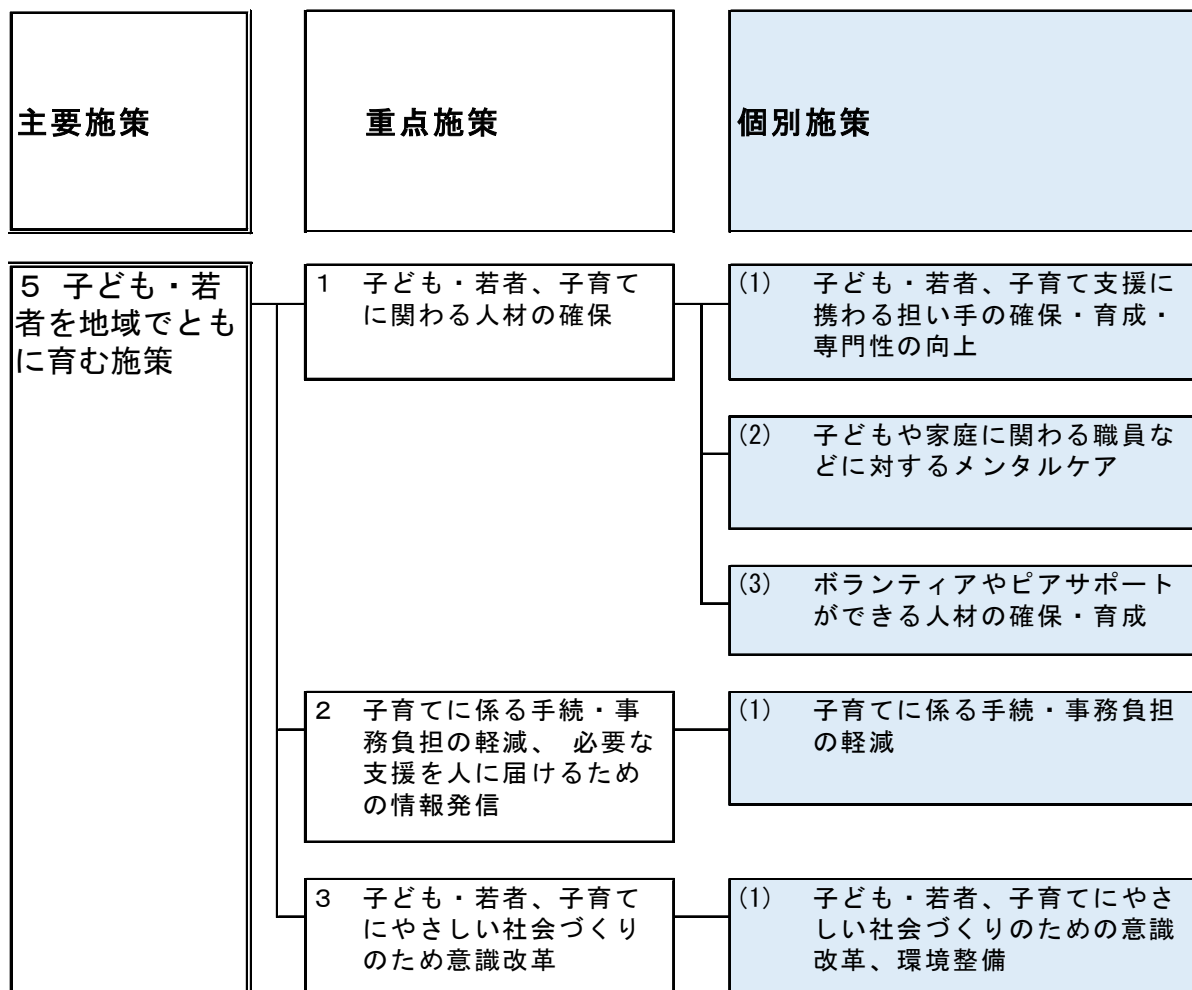 主要施策
重点施策
個別施策
５ 子ども・若
者を地域でとも
に育む施策
1 子ども・若者、子育て
に関わる人材の確保
(1) 子ども・若者、子育て支援に
携わる担い手の確保・育成・
専門性の向上
(2) 子どもや家庭に関わる職員な
どに対するメンタルケア
(3) ボランティアやピアサポート
ができる人材の確保・育成
2 子育てに係る手続・事
務負担の軽減、 必要な
支援を人に届けるため
の情報発信
(1) 子育てに係る手続・事務負担
の軽減
3 子ども・若者、子育て
にやさしい社会づくり
のため意識改革
(1) 子ども・若者、子育てにやさ
しい社会づくりのための意識
改革、環境整備